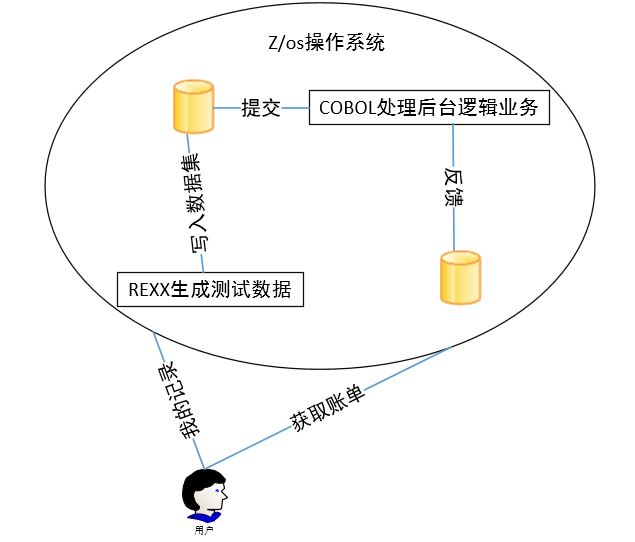 Z/os操作系统
提交
COBOL处理后台逻辑业务
写入数据集
反馈
REXX生成测试数据
我的记录
获取账单
用户